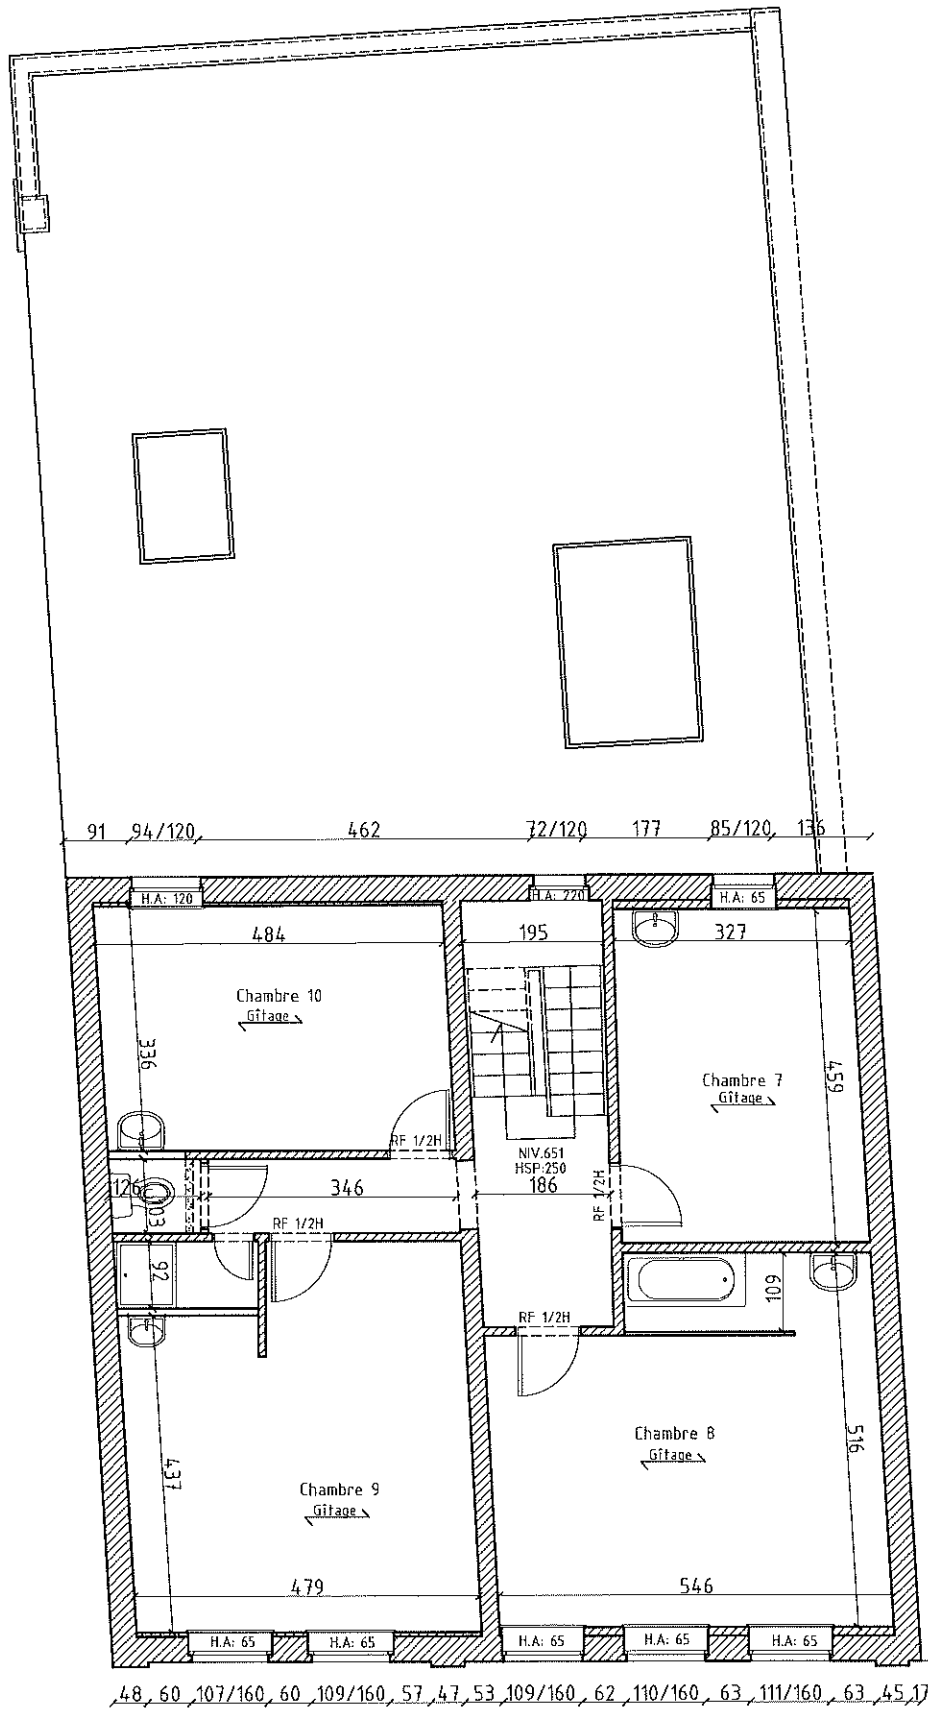 91 94/120 462 72/120 177 85/120 136
H.A: 120 H.A: 220 H.A: 65
484 195 327
Chambre 10
Gîtage
336
Chambre 7
Gîtage
459
RF 1/2H
NIV.651
HSP:250
126 346 186
103
RF 1/2H
RF 1/2H
92
109
RF 1/2H
Chambre 8
Gîtage
516
437
Chambre 9
Gîtage
479 546
H.A: 65 H.A: 65 H.A: 65 H.A: 65 H.A: 65
48 60 107/160 60 109/160 57 47 53 109/160 62 110/160 63 111/160 63 45 17